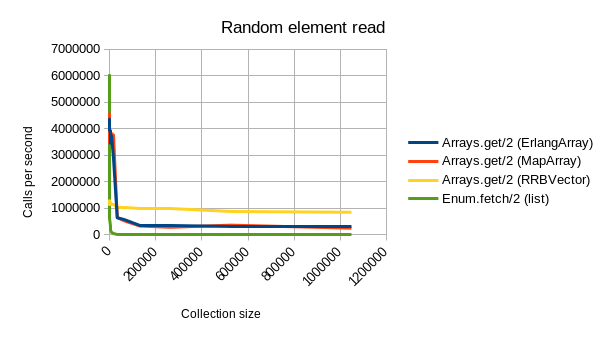 Random element read
7000000
6000000
5000000
4000000
3000000
2000000
1000000
0
Calls per second
0
200000
400000
600000
800000
1000000
1200000
Collection size
Arrays.get/2 (ErlangArray)
Arrays.get/2 (MapArray)
Arrays.get/2 (RRBVector)
Enum.fetch/2 (list)